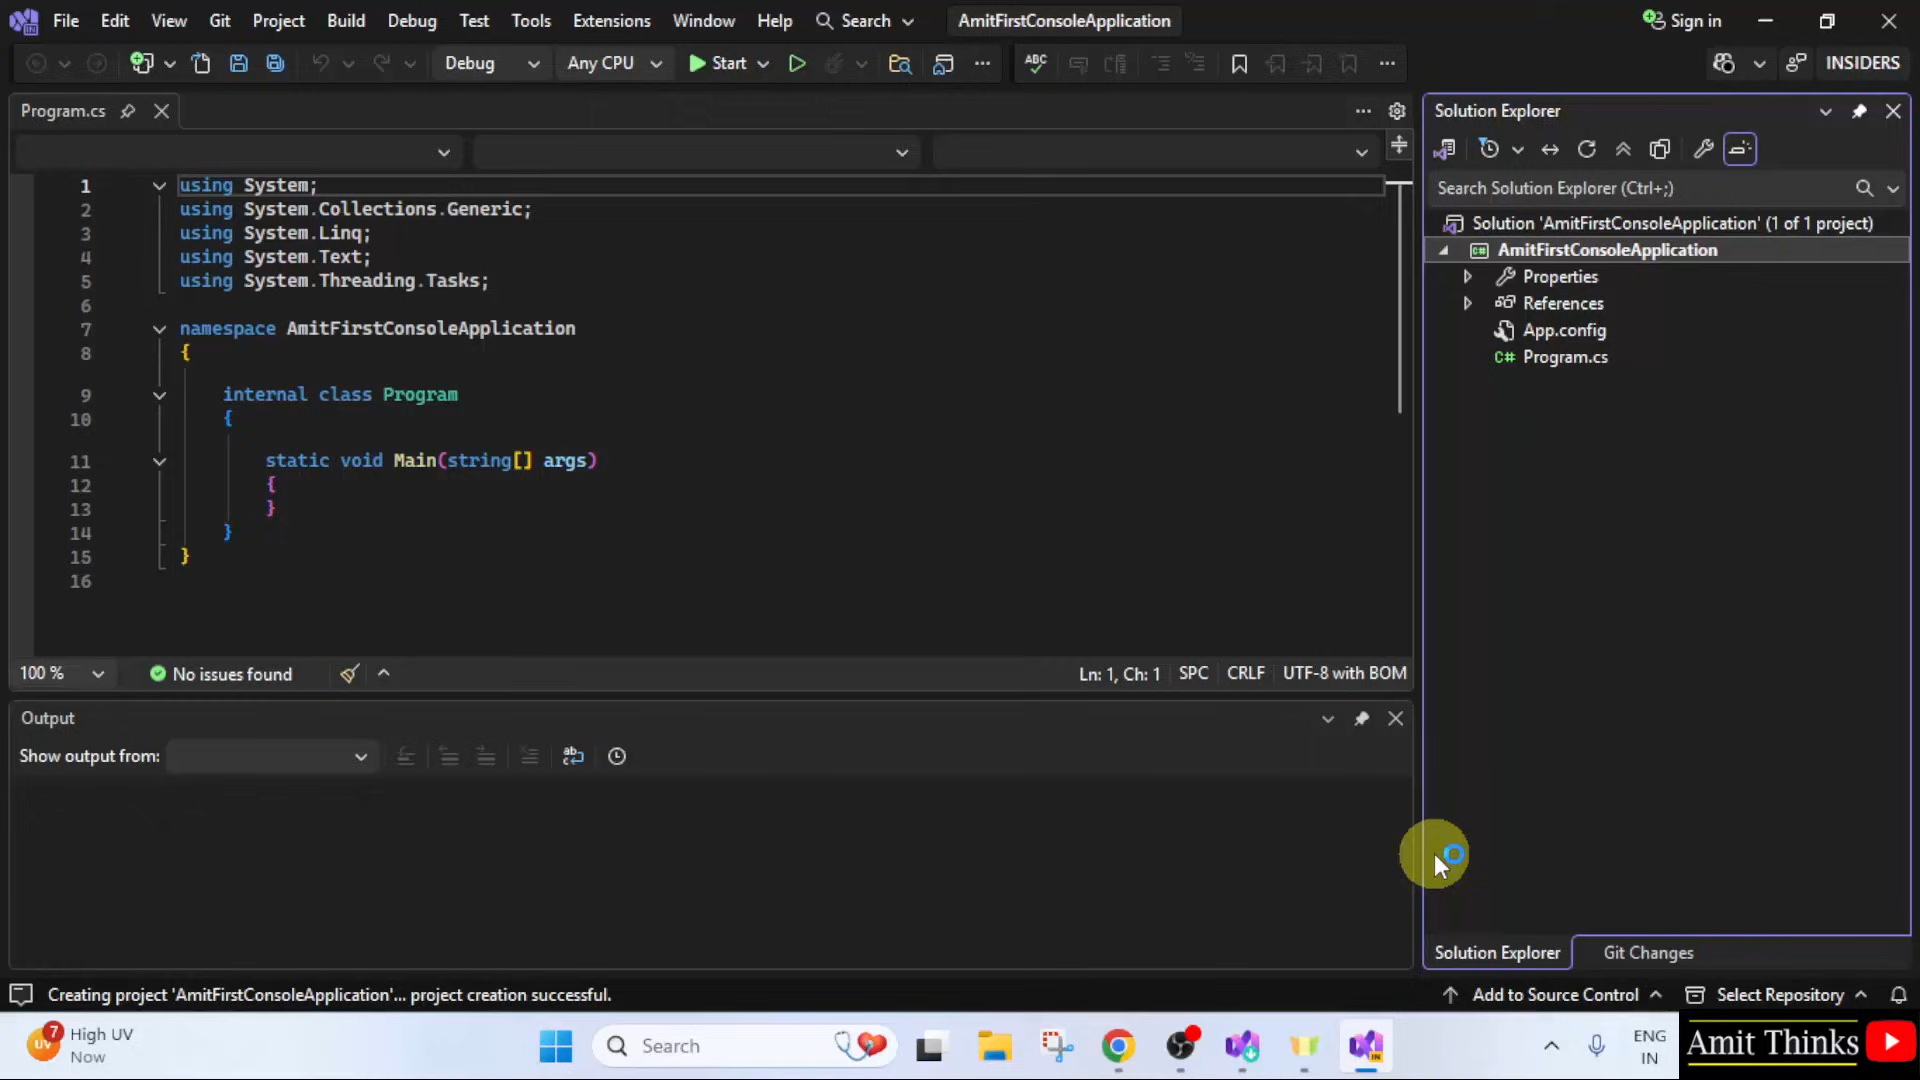 File Edit View Git Project Build Debug Test Tools Extensions Window Help Search AmitFirstConsoleApplication Sign in
Debug Any CPU Start INSIDERS
Program.cs
1 using System;
2 using System.Collections.Generic;
3 using System.Linq;
4 using System.Text;
5 using System.Threading.Tasks;
6
7 namespace AmitFirstConsoleApplication
8 {
9 internal class Program
10 {
11 static void Main(string[] args)
12 {
13 }
14 }
15 }
16
100 % No issues found Ln: 1, Ch: 1 SPC CRLF UTF-8 with BOM
Output
Show output from:
Solution Explorer
Search Solution Explorer (Ctrl+;)
Solution 'AmitFirstConsoleApplication' (1 of 1 project)
AmitFirstConsoleApplication
Properties
References
App.config
C# Program.cs
Solution Explorer Git Changes
Creating project 'AmitFirstConsoleApplication'... project creation successful. Add to Source Control Select Repository
7 High UV
Now
Search
ENG
IN
Amit Thinks